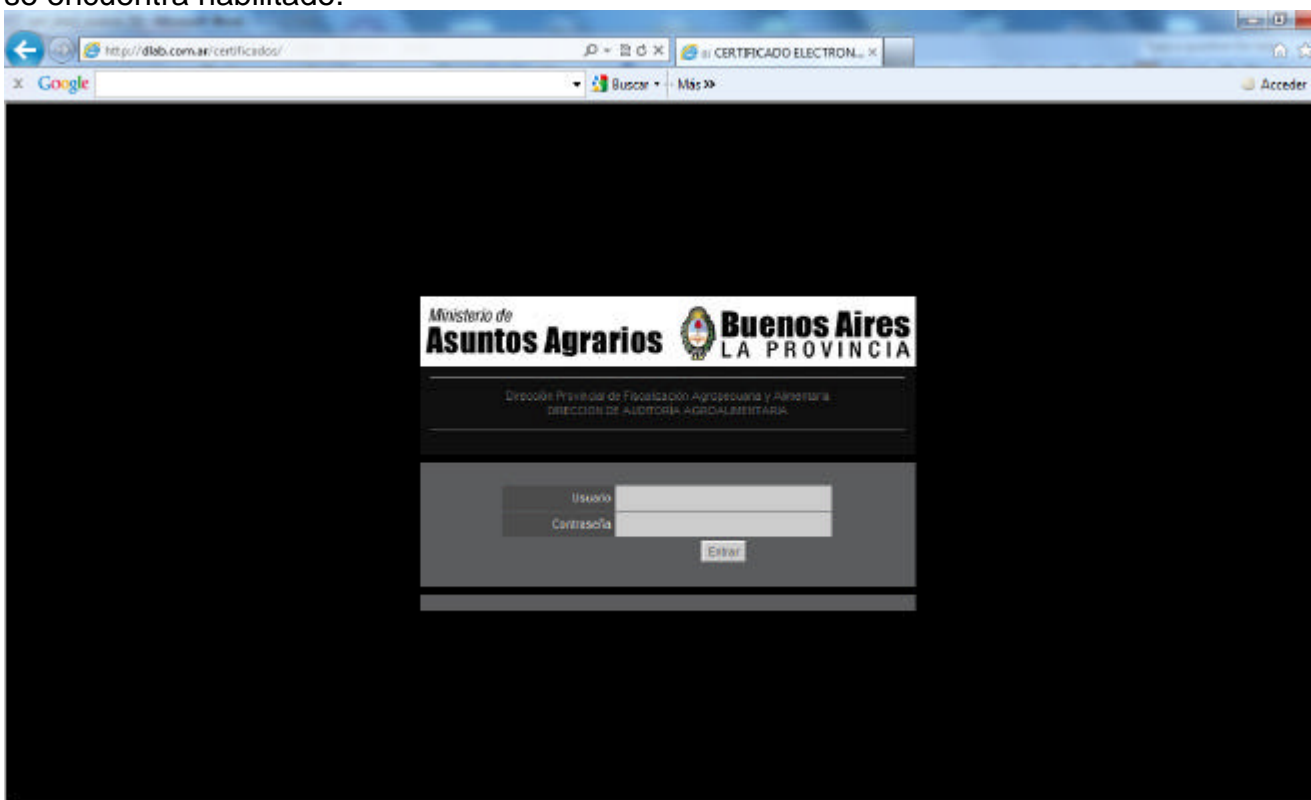 se encuentra habilitado.
http://dlab.com.ar/certificados/
CERTIFICADO ELECTRON...
x Google
Buscar
Más >>
Acceder
Ministerio de
Asuntos Agrarios
Buenos Aires
LA PROVINCIA
Dirección Provincial de Fiscalización Agropecuaria y Alimentaria
DIRECCION DE AUDITORÍA AGROALIMENTARIA
Usuario
Contraseña
Entrar